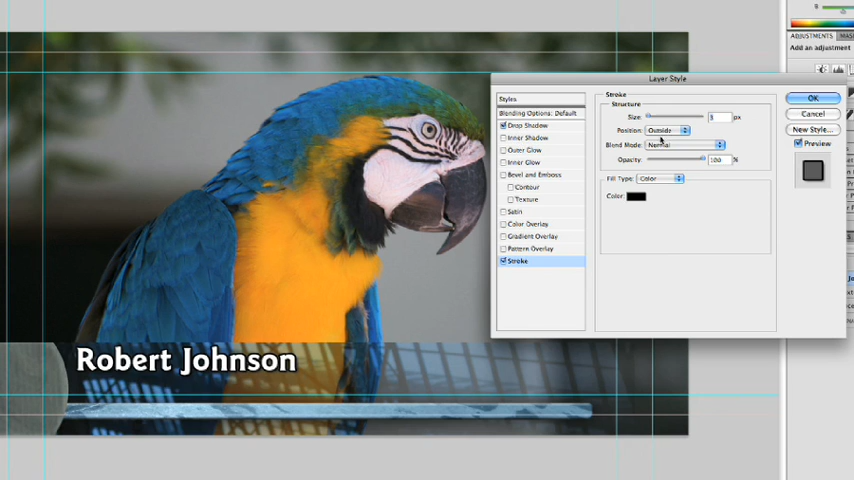 ADJUSTMENTS
Add an adjustment
Layer Style
Styles
Blending Options: Default
Drop Shadow
Inner Shadow
Outer Glow
Inner Glow
Bevel and Emboss
Contour
Texture
Satin
Color Overlay
Gradient Overlay
Pattern Overlay
Stroke
Stroke
Structure
Size: 3 px
Position: Outside
Blend Mode: Normal
Opacity: 100 %
Fill Type: Color
Color:
OK
Cancel
New Style...
Preview
Robert Johnson